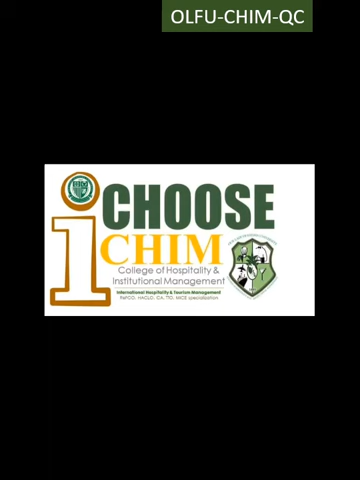 OLFU-CHIM-QC
i CHOOSE
CHIM
College of Hospitality &
Institutional Management
International Hospitality & Tourism Management